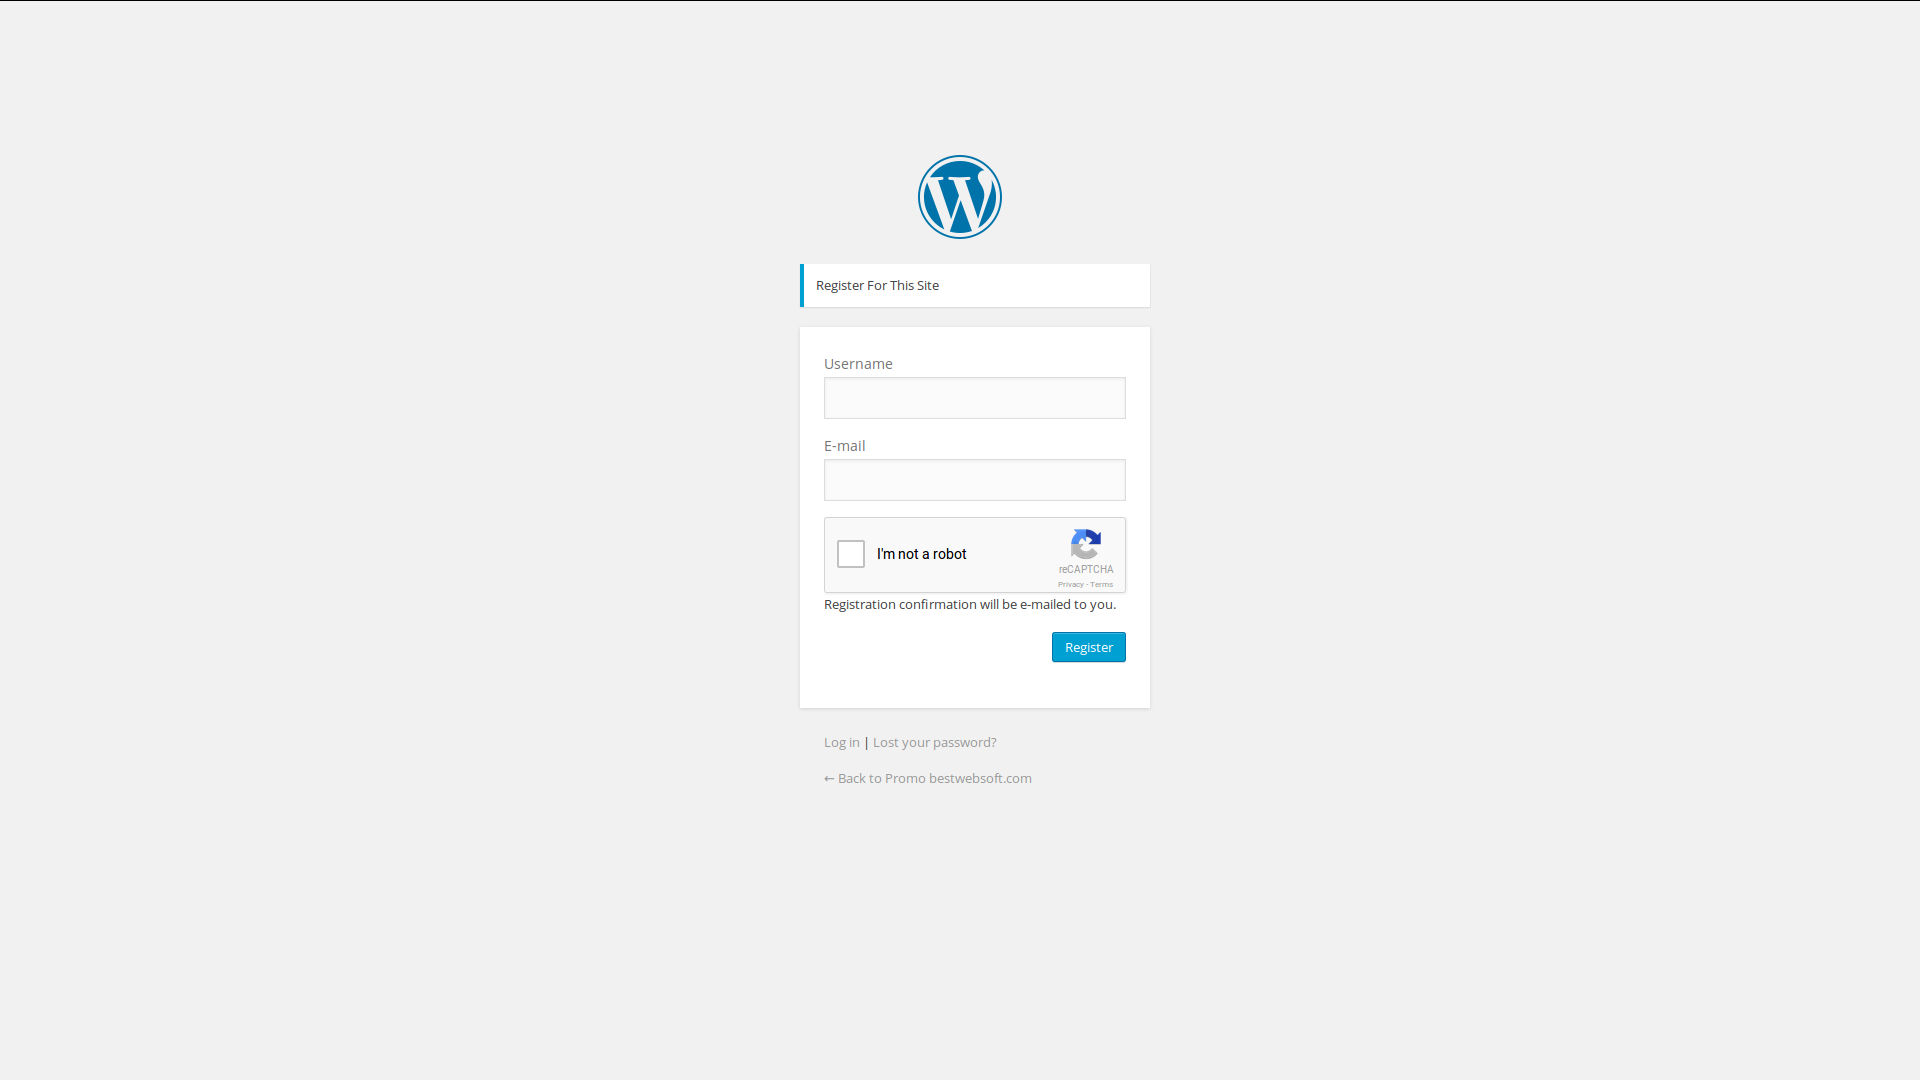 Register For This Site
Username
E-mail
I'm not a robot
reCAPTCHA
Privacy - Terms
Registration confirmation will be e-mailed to you.
Register
Log in | Lost your password?
← Back to Promo bestwebsoft.com